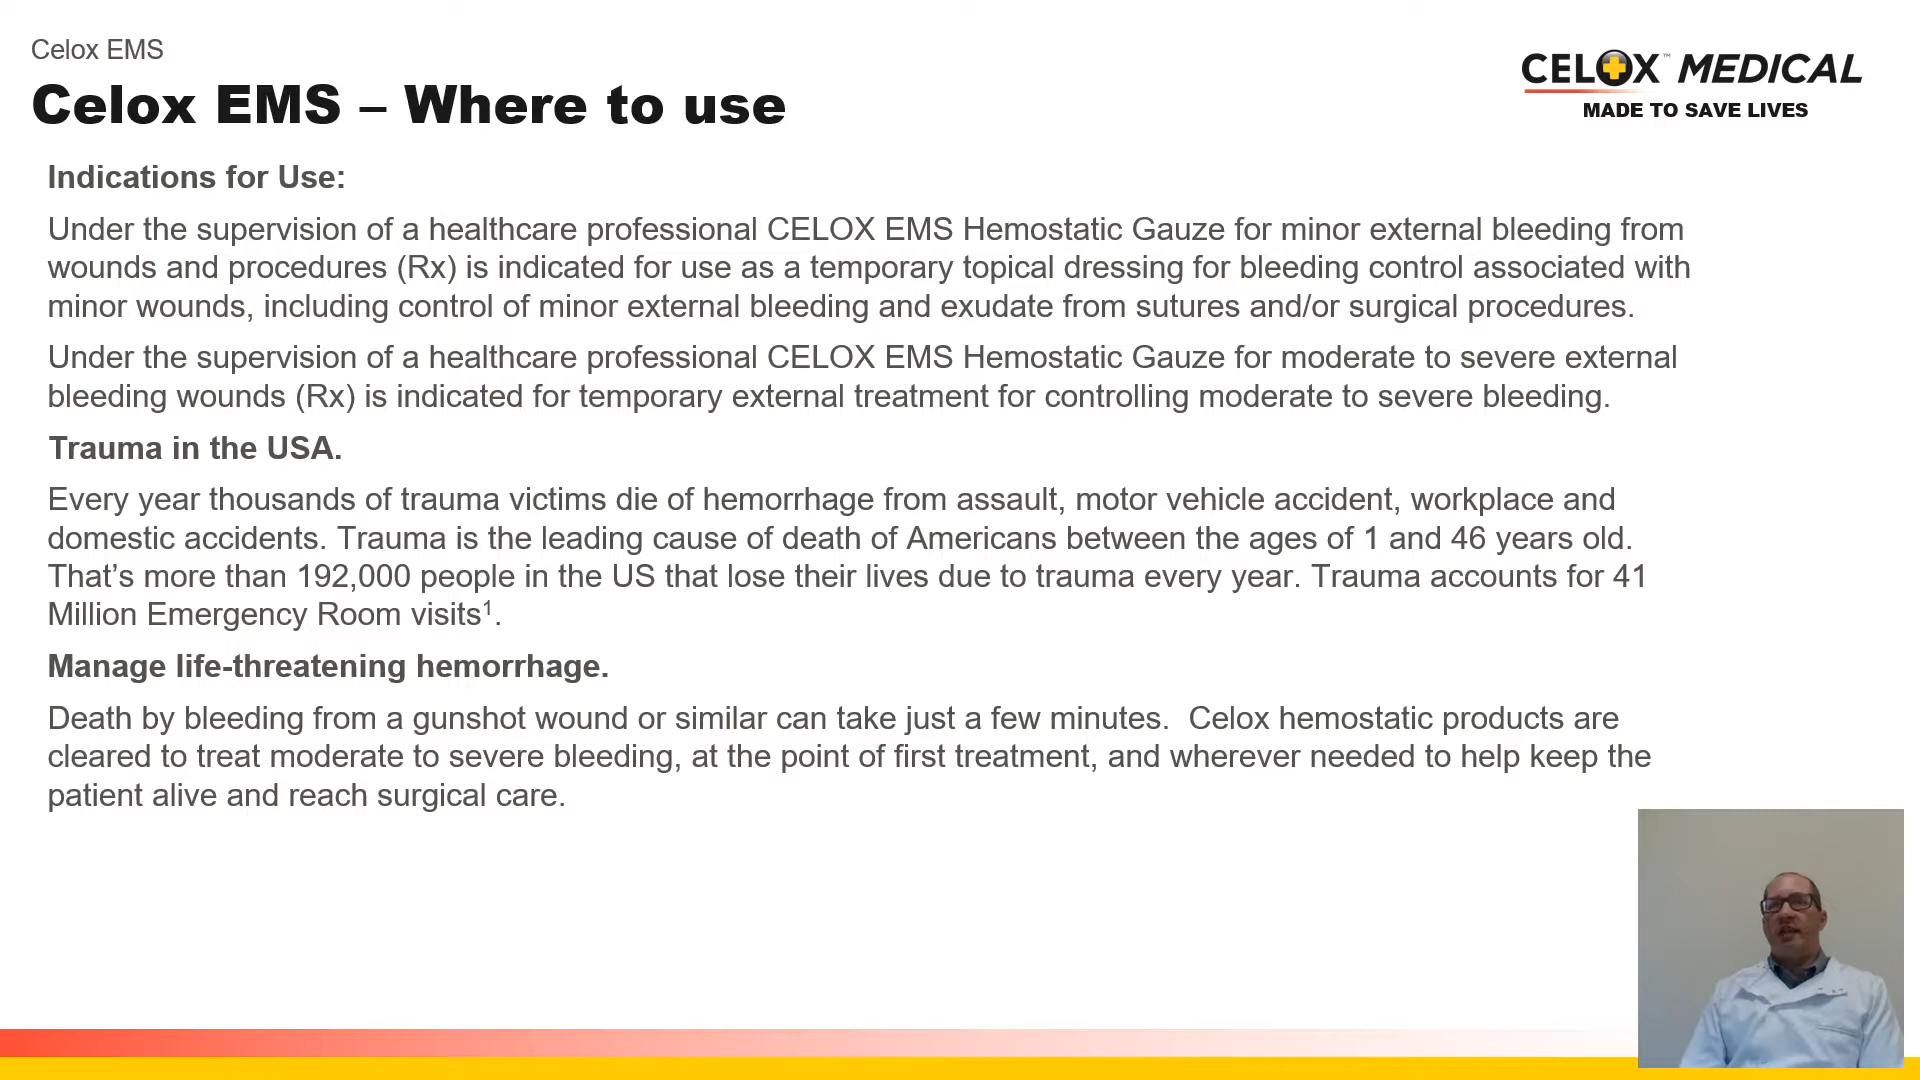 Celox EMS
Celox EMS – Where to use
CELOX™ MEDICAL
MADE TO SAVE LIVES
Indications for Use:
Under the supervision of a healthcare professional CELOX EMS Hemostatic Gauze for minor external bleeding from
wounds and procedures (Rx) is indicated for use as a temporary topical dressing for bleeding control associated with
minor wounds, including control of minor external bleeding and exudate from sutures and/or surgical procedures.
Under the supervision of a healthcare professional CELOX EMS Hemostatic Gauze for moderate to severe external
bleeding wounds (Rx) is indicated for temporary external treatment for controlling moderate to severe bleeding.
Trauma in the USA.
Every year thousands of trauma victims die of hemorrhage from assault, motor vehicle accident, workplace and
domestic accidents. Trauma is the leading cause of death of Americans between the ages of 1 and 46 years old.
That’s more than 192,000 people in the US that lose their lives due to trauma every year. Trauma accounts for 41
Million Emergency Room visits¹.
Manage life-threatening hemorrhage.
Death by bleeding from a gunshot wound or similar can take just a few minutes.  Celox hemostatic products are
cleared to treat moderate to severe bleeding, at the point of first treatment, and wherever needed to help keep the
patient alive and reach surgical care.